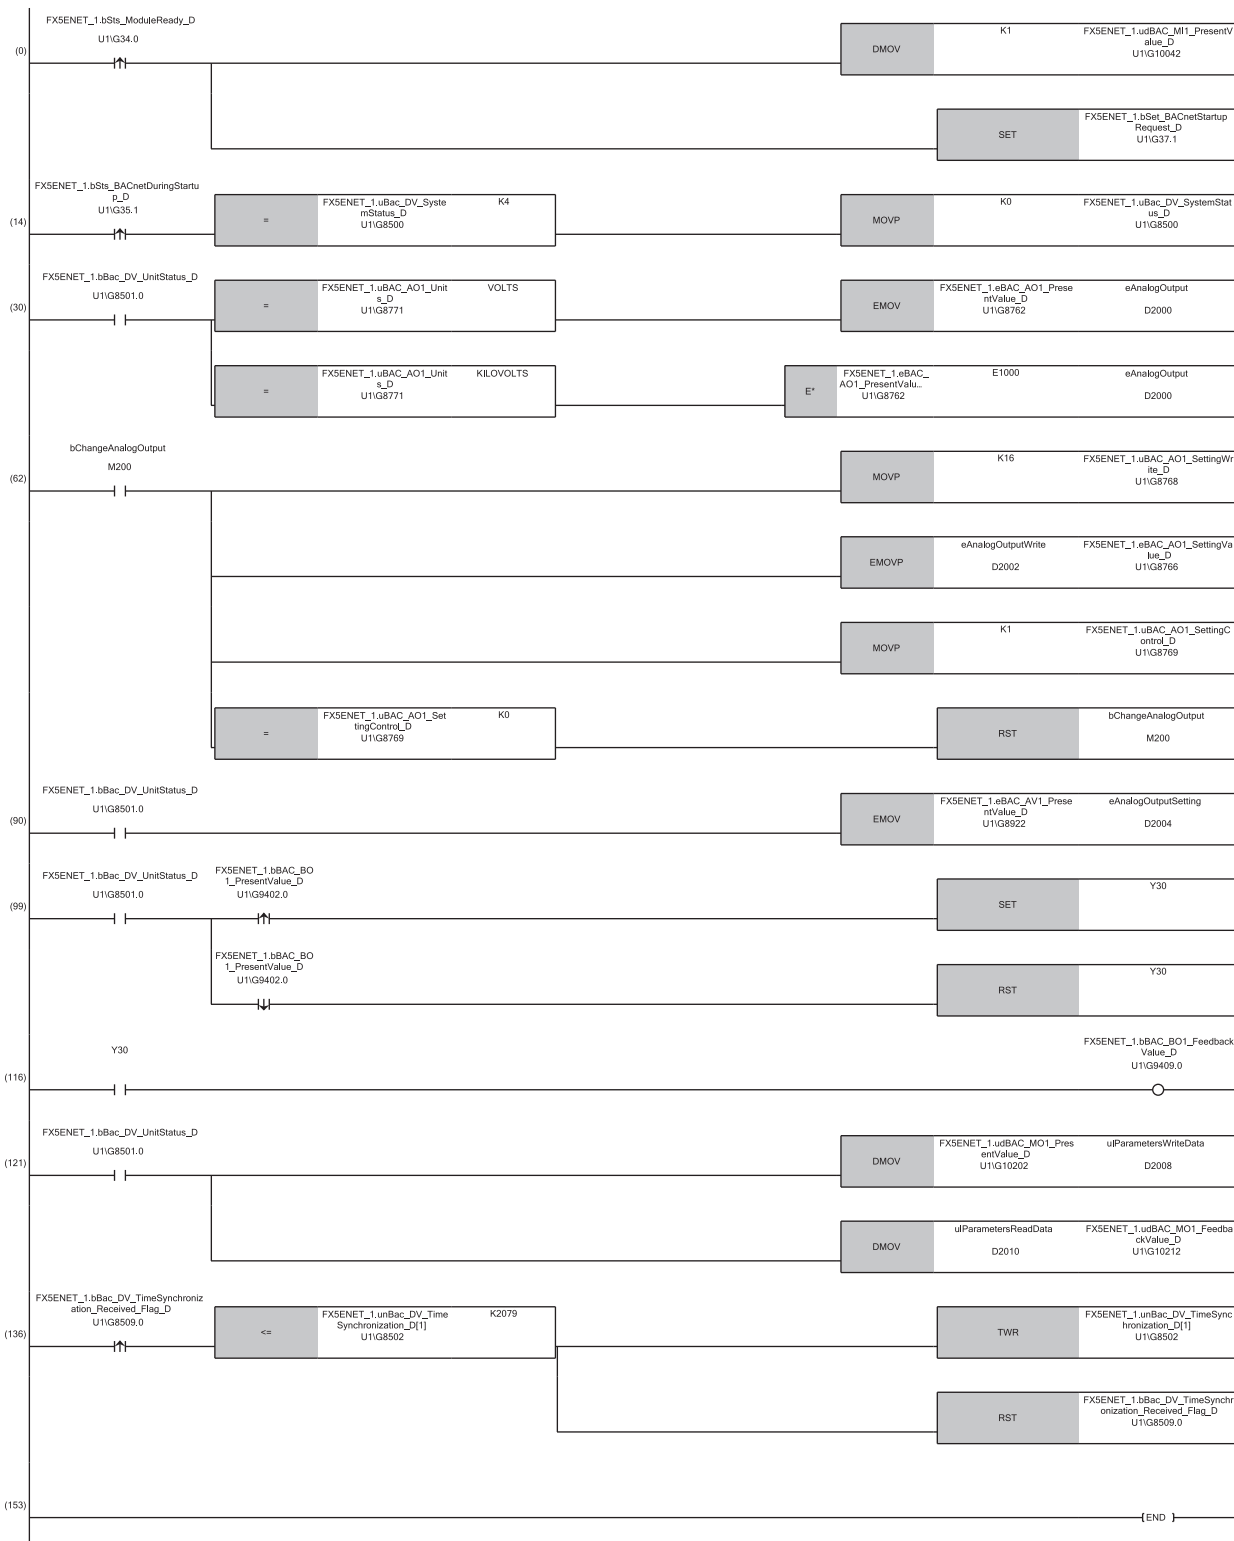 FX5ENET_1.bSts_ModuleReady_D
U1\G34.0
(0)
DMOV
K1
FX5ENET_1.udBAC_MI1_PresentV
alue_D
U1\G10042
SET
FX5ENET_1.bSet_BACnetStartup
Request_D
U1\G37.1
FX5ENET_1.bSts_BACnetDuringStartu
p_D
U1\G35.1
(14)
=
FX5ENET_1.uBac_DV_Syste
mStatus_D
U1\G8500
K4
MOVP
K0
FX5ENET_1.uBac_DV_SystemStat
us_D
U1\G8500
FX5ENET_1.bBac_DV_UnitStatus_D
U1\G8501.0
(30)
=
FX5ENET_1.uBAC_AO1_Unit
s_D
U1\G8771
VOLTS
EMOV
FX5ENET_1.eBAC_AO1_Prese
ntValue_D
U1\G8762
eAnalogOutput
D2000
=
FX5ENET_1.uBAC_AO1_Unit
s_D
U1\G8771
KILOVOLTS
E*
FX5ENET_1.eBAC_
AO1_PresentValu...
U1\G8762
E1000
eAnalogOutput
D2000
bChangeAnalogOutput
M200
(62)
MOVP
K16
FX5ENET_1.uBAC_AO1_SettingWr
ite_D
U1\G8768
EMOVP
eAnalogOutputWrite
D2002
FX5ENET_1.eBAC_AO1_SettingVa
lue_D
U1\G8766
MOVP
K1
FX5ENET_1.uBAC_AO1_SettingC
ontrol_D
U1\G8769
=
FX5ENET_1.uBAC_AO1_Set
tingControl_D
U1\G8769
K0
RST
bChangeAnalogOutput
M200
FX5ENET_1.bBac_DV_UnitStatus_D
U1\G8501.0
(90)
EMOV
FX5ENET_1.eBAC_AV1_Prese
ntValue_D
U1\G8922
eAnalogOutputSetting
D2004
FX5ENET_1.bBac_DV_UnitStatus_D
U1\G8501.0
(99)
FX5ENET_1.bBAC_BO
1_PresentValue_D
U1\G9402.0
SET
Y30
FX5ENET_1.bBAC_BO
1_PresentValue_D
U1\G9402.0
RST
Y30
Y30
(116)
FX5ENET_1.bBAC_BO1_Feedback
Value_D
U1\G9409.0
FX5ENET_1.bBac_DV_UnitStatus_D
U1\G8501.0
(121)
DMOV
FX5ENET_1.udBAC_MO1_Pres
entValue_D
U1\G10202
ulParametersWriteData
D2008
DMOV
ulParametersReadData
D2010
FX5ENET_1.udBAC_MO1_Feedba
ckValue_D
U1\G10212
FX5ENET_1.bBac_DV_TimeSynchroniz
ation_Received_Flag_D
U1\G8509.0
(136)
<=
FX5ENET_1.unBac_DV_Time
Synchronization_D[1]
U1\G8502
K2079
TWR
FX5ENET_1.unBac_DV_TimeSync
hronization_D[1]
U1\G8502
RST
FX5ENET_1.bBac_DV_TimeSynchr
onization_Received_Flag_D
U1\G8509.0
(153)
END